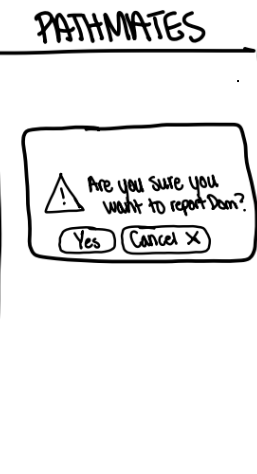 PATHMATES
! Are you sure you
want to report Dom?
Yes Cancel X